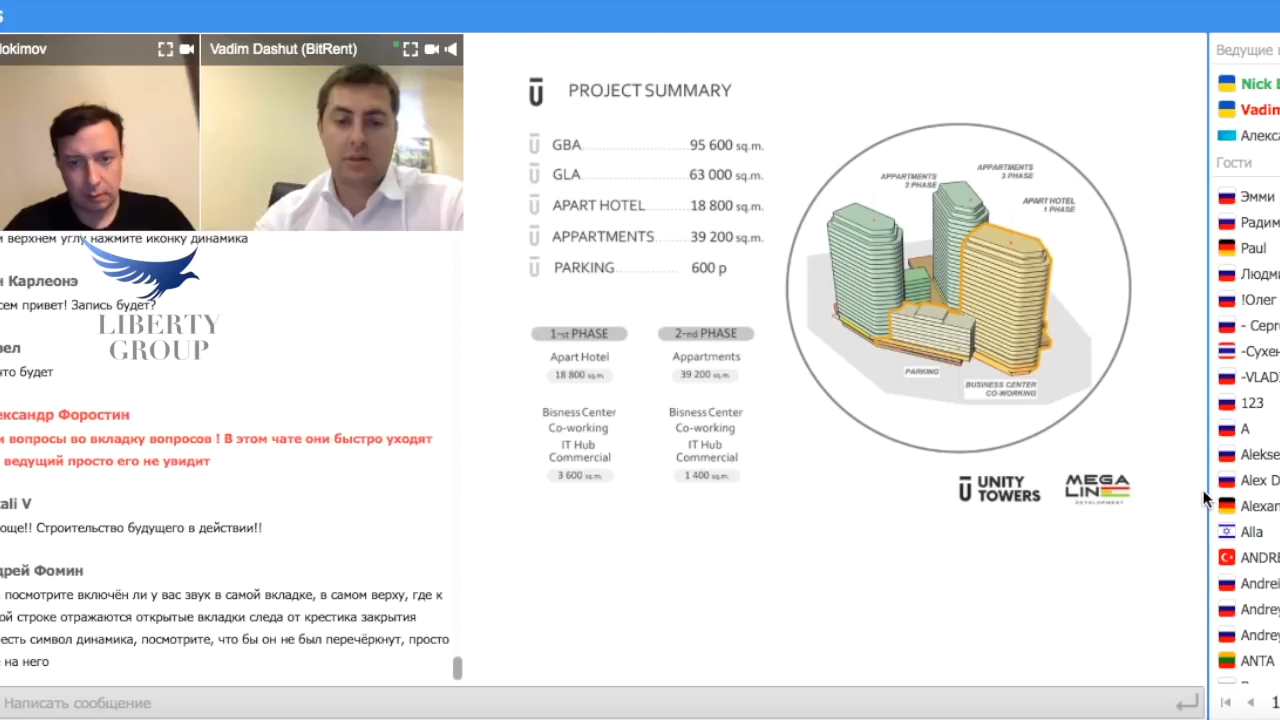 s
lokimov
Vadim Dashut (BitRent)
и верхнем углу нажмите иконку динамика
н Карлеонэ
сем привет! Запись будет?
LIBERTY
GROUP
вел
что будет
ександр Форостин
и вопросы во вкладку вопросов ! В этом чате они быстро уходят
ведущий просто его не увидит
tali V
юще!! Строительство будущего в действии!!
дрей Фомин
посмотрите включён ли у вас звук в самой вкладке, в самом верху, где к
ой строке отражаются открытые вкладки следа от крестика закрытия
есть символ динамика, посмотрите, что бы он не был перечёркнут, просто
е на него
Написать сообщение
Ū PROJECT SUMMARY
Ū GBA 95 600 sq.m.
Ū GLA 63 000 sq.m.
Ū APART HOTEL 18 800 sq.m.
Ū APPARTMENTS 39 200 sq.m.
Ū PARKING 600 p
1-st PHASE
Apart Hotel
18 800 sq.m.
Bisness Center
Co-working
IT Hub
Commercial
3 600 sq.m.
2-nd PHASE
Appartments
39 200 sq.m.
Bisness Center
Co-working
IT Hub
Commercial
1 400 sq.m.
APPARTMENTS
2 PHASE
APPARTMENTS
3 PHASE
APART HOTEL
1 PHASE
PARKING
BUSINESS CENTER
CO-WORKING
Ū UNITY
TOWERS
MEGA
LINE
DEVELOPMENT
Ведущие
Nick E
Vadim
Алекса
Гости
Эмми
Радим
Paul
Людми
!Олег
- Серг
-Сухен
-VLADI
123
A
Alekse
Alex D
Alexan
Alla
ANDRE
Andrei
Andrey
Andrey
ANTA
1